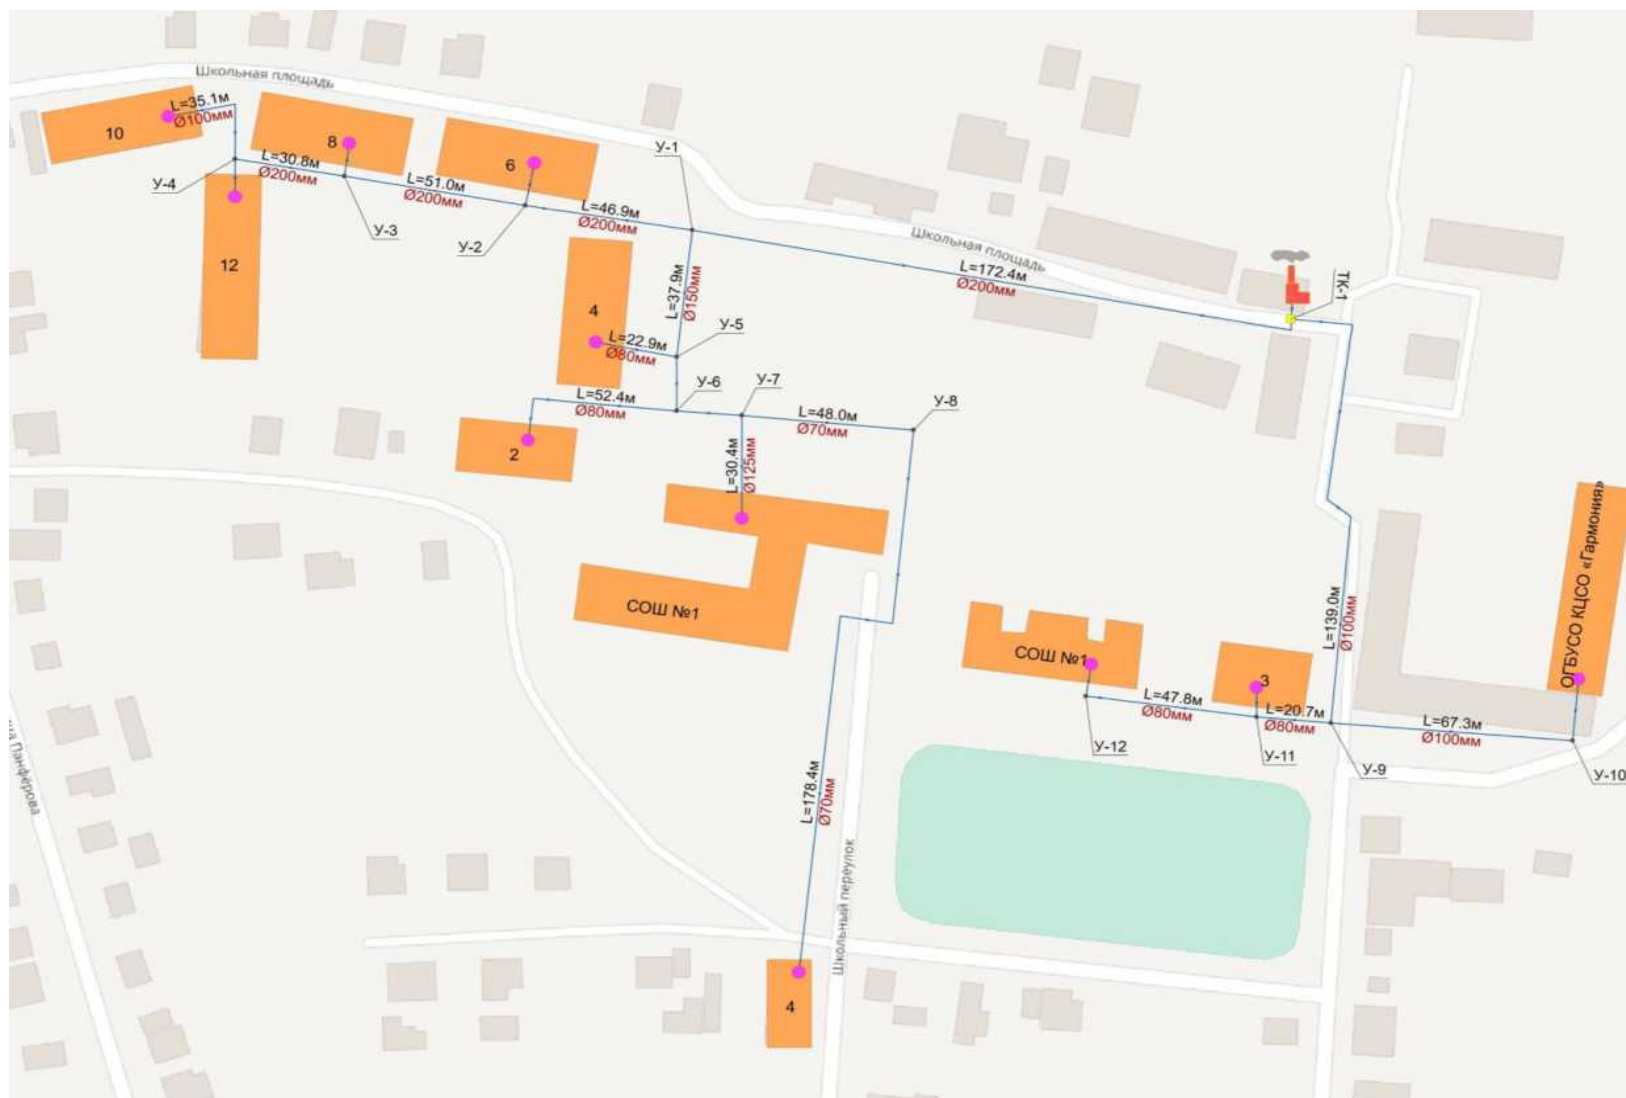 Школьная площадь
L=35.1м
Ø100мм
10
8
6
У-1
L=30.8м
Ø200мм
У-4
L=51.0м
Ø200мм
L=46.9м
Ø200мм
У-3
У-2
Школьная площадь
L=172.4м
Ø200мм
ТК-1
12
4
L=37.9м
Ø150мм
L=22.9м
Ø80мм
У-5
У-6
У-7
У-8
L=52.4м
Ø80мм
L=48.0м
Ø70мм
2
L=30.4м
Ø125мм
СОШ №1
СОШ №1
3
ОГБУСО КЦСО «Гармония»
L=139.0м
Ø100мм
L=47.8м
Ø80мм
L=20.7м
Ø80мм
L=67.3м
Ø100мм
У-12
У-11
У-9
У-10
L=178.4м
Ø70мм
Панфёрова
Школьный переулок
4